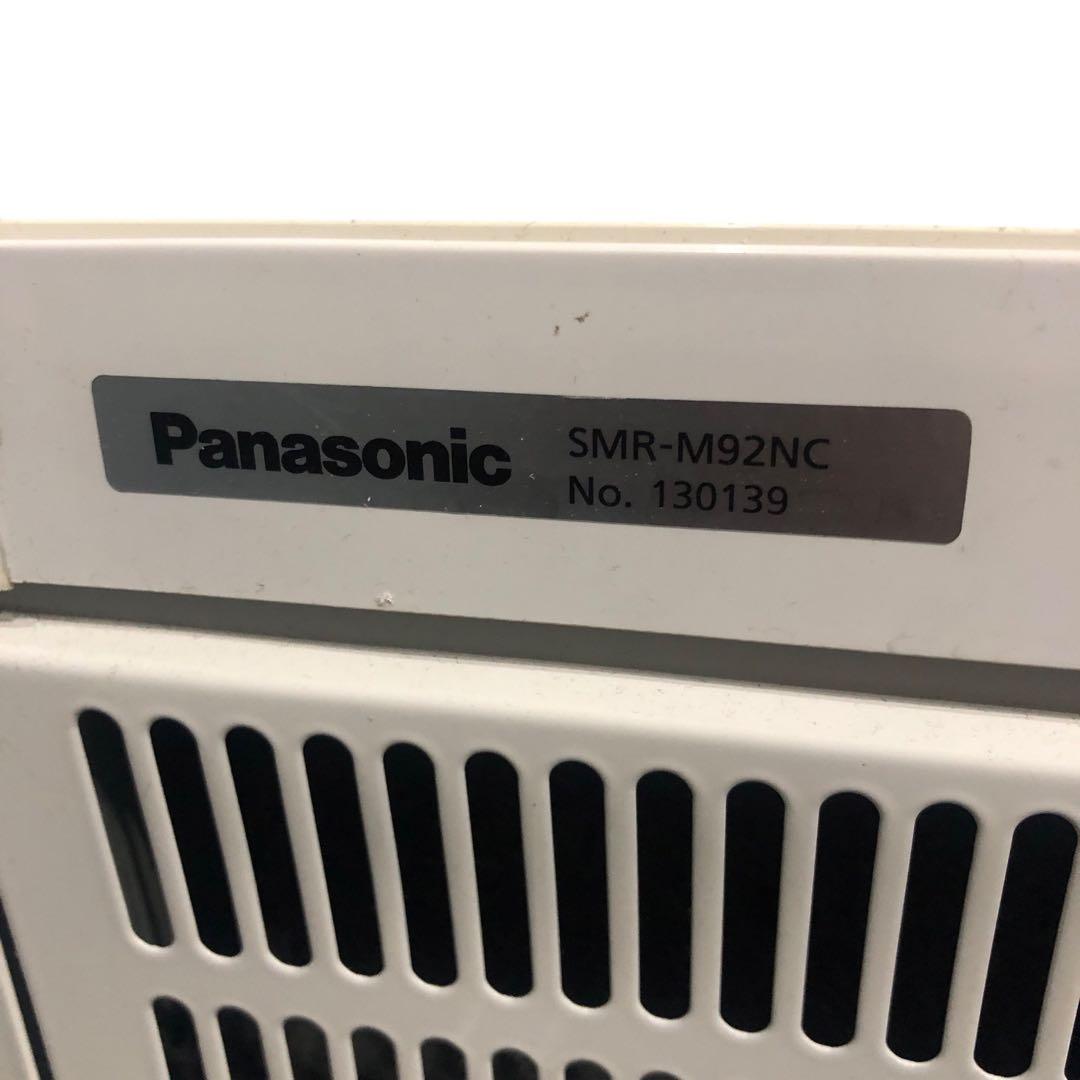 Panasonic
SMR-M92NC
No. 130139